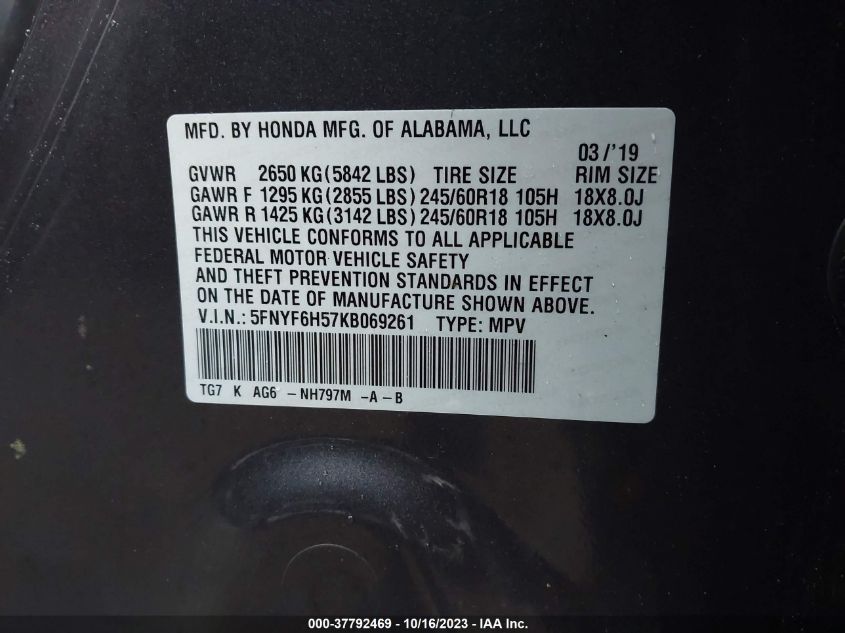 MFD. BY HONDA MFG. OF ALABAMA, LLC
03/'19
GVWR 2650 KG(5842 LBS) TIRE SIZE RIM SIZE
GAWR F 1295 KG(2855 LBS) 245/60R18 105H 18X8.0J
GAWR R 1425 KG(3142 LBS) 245/60R18 105H 18X8.0J
THIS VEHICLE CONFORMS TO ALL APPLICABLE
FEDERAL MOTOR VEHICLE SAFETY
AND THEFT PREVENTION STANDARDS IN EFFECT
ON THE DATE OF MANUFACTURE SHOWN ABOVE.
V.I.N.: 5FNYF6H57KB069261 TYPE: MPV
TG7 K AG6 -NH797M -A-B
000-37792469 - 10/16/2023 - IAA Inc.